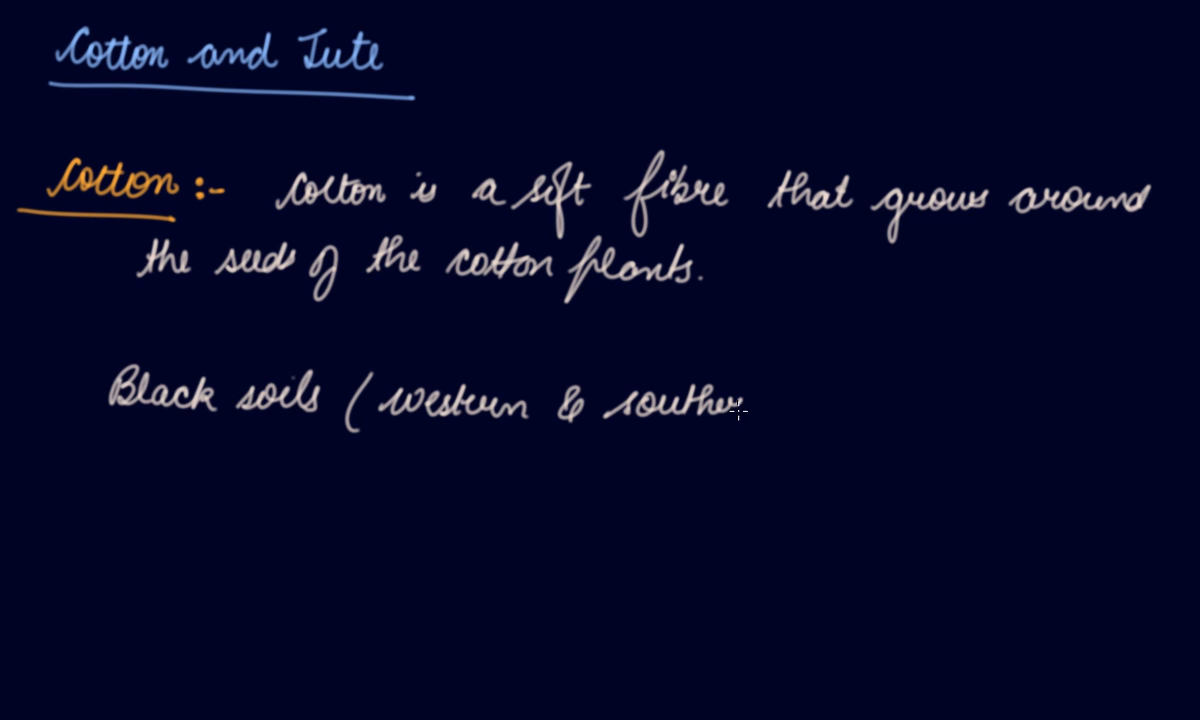 Cotton and Jute
Cotton :- Cotton is a soft fibre that grows around
the seeds of the cotton plants.
Black soils ( western & souther